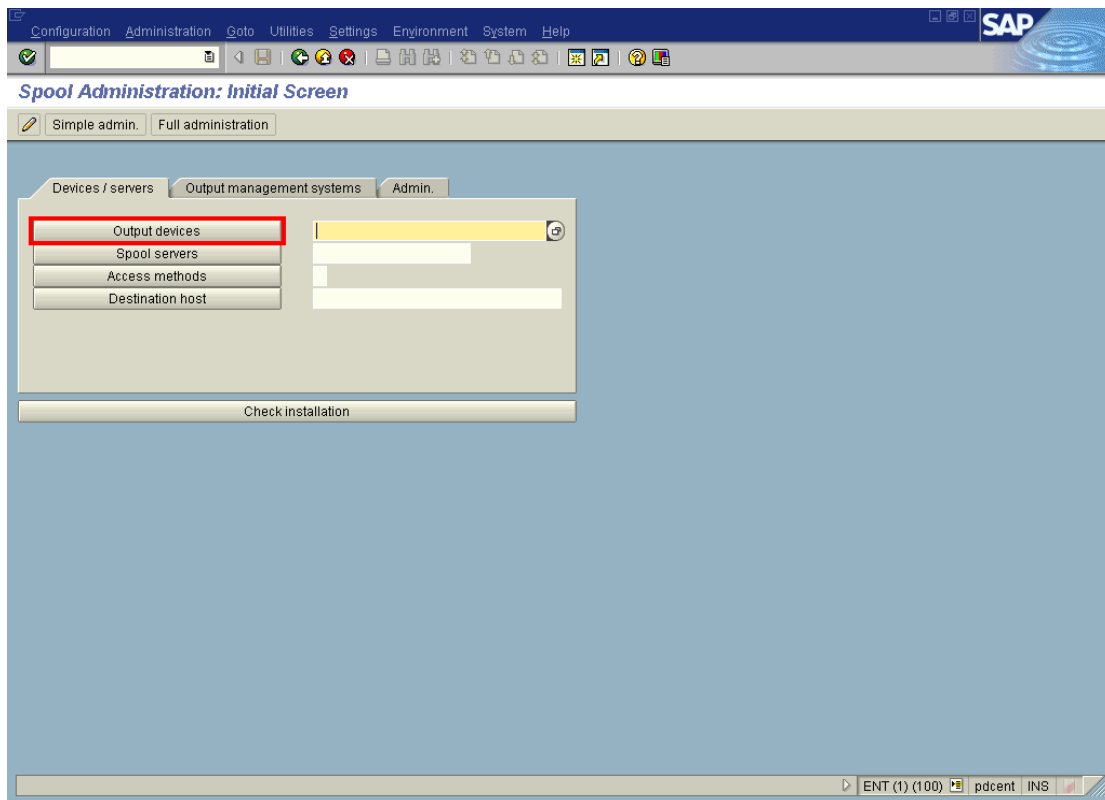 Configuration Administration Goto Utilities Settings Environment System Help
SAP
Spool Administration: Initial Screen
Simple admin. Full administration
Devices / servers Output management systems Admin.
Output devices
Spool servers
Access methods
Destination host
Check installation
ENT (1) (100) pdcent INS